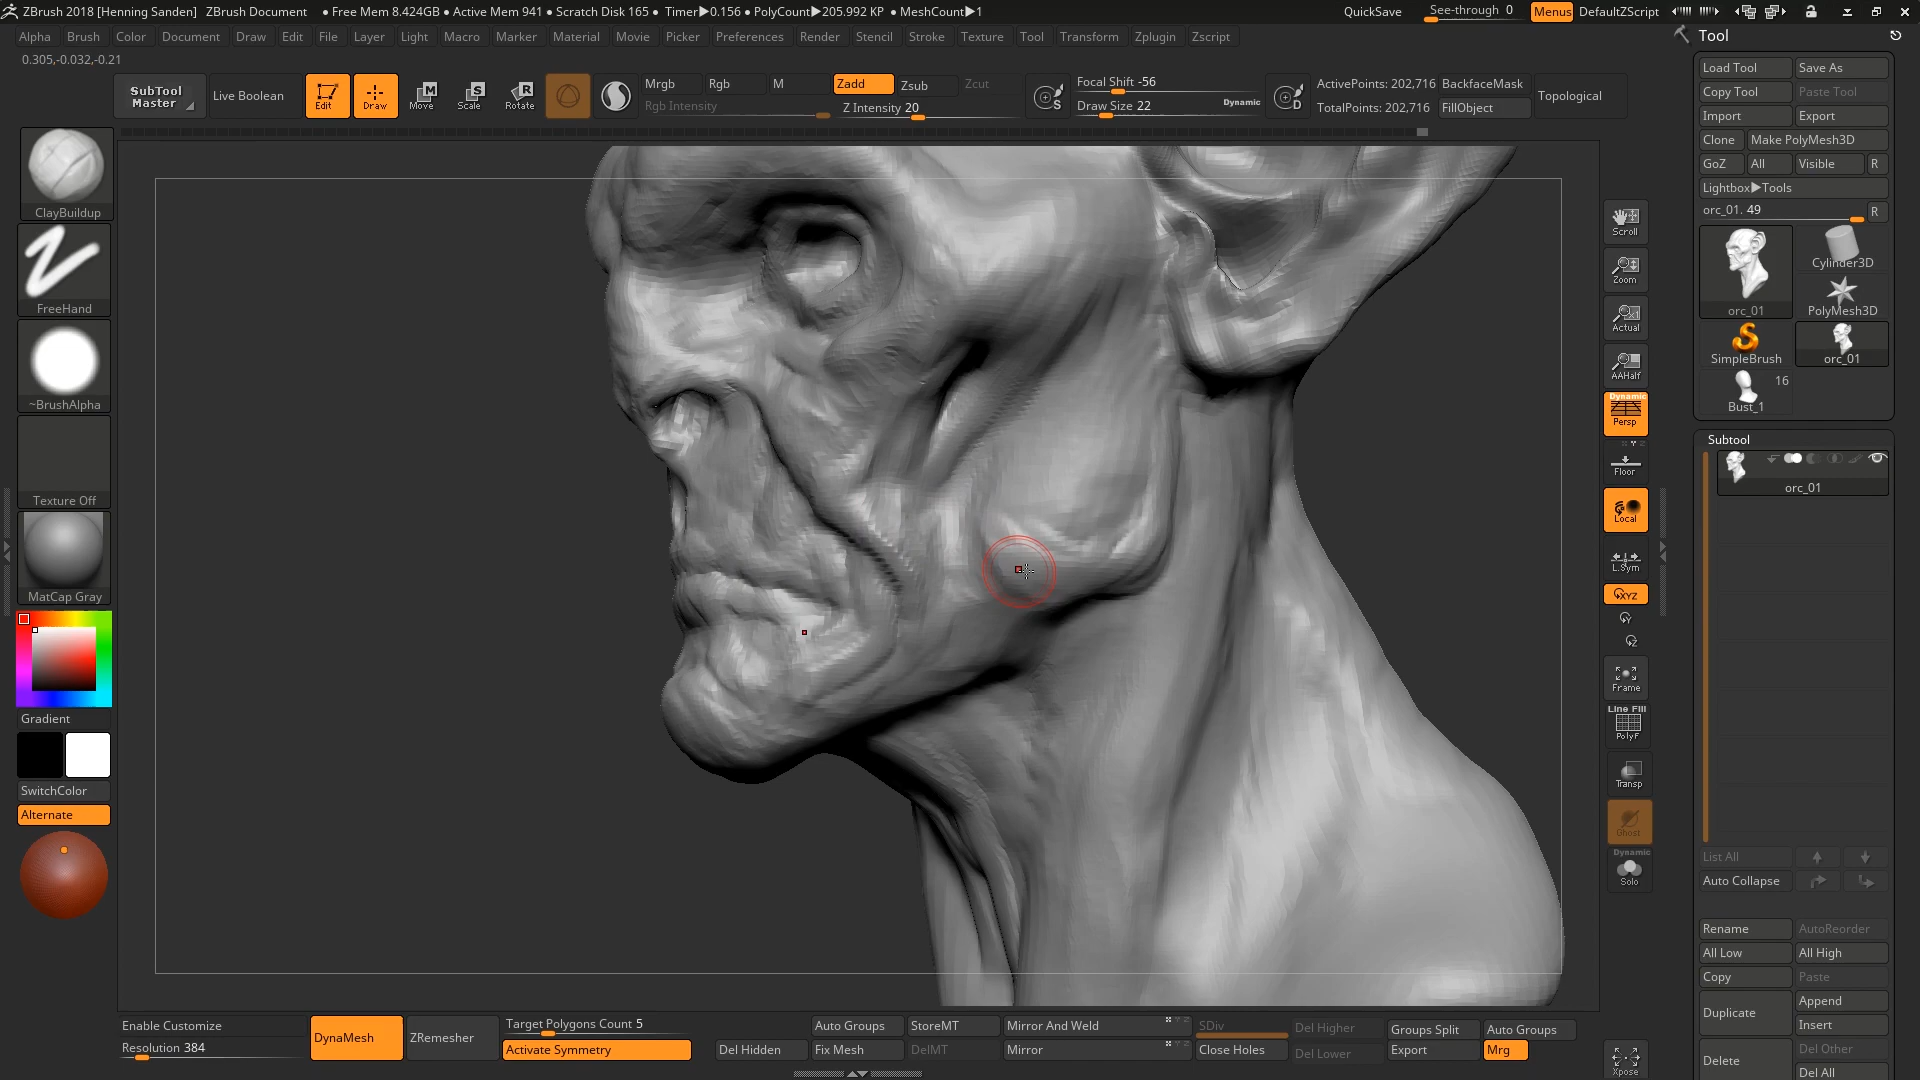 ZBrush 2018 [Henning Sanden] ZBrush Document • Free Mem 8.424GB • Active Mem 941 • Scratch Disk 165 • Timer▶0.156 • PolyCount▶205.992 KP • MeshCount▶1 QuickSave See-through 0 Menus DefaultZScript
Alpha Brush Color Document Draw Edit File Layer Light Macro Marker Material Movie Picker Preferences Render Stencil Stroke Texture Tool Transform Zplugin Zscript
0.305,-0.032,-0.21
SubTool Master
Live Boolean
Edit
Draw
Move
Scale
Rotate
Mrgb Rgb M
Rgb Intensity
Zadd Zsub Zcut
Z Intensity 20
Focal Shift -56
Draw Size 22
Dynamic
ActivePoints: 202,716
TotalPoints: 202,716
BackfaceMask
FillObject
Topological
ClayBuildup
FreeHand
~BrushAlpha
Texture Off
MatCap Gray
Gradient
SwitchColor
Alternate
Scroll
Zoom
Actual
AAHalf
Dynamic
Persp
Floor
Local
L.Sym
XYZ
Frame
Line Fill
PolyF
Transp
Ghost
Dynamic
Solo
Xpose
Tool
Load Tool Save As
Copy Tool Paste Tool
Import Export
Clone Make PolyMesh3D
GoZ All Visible R
Lightbox▶Tools
orc_01. 49 R
orc_01
Cylinder3D
PolyMesh3D
SimpleBrush
orc_01
16
Bust_1
Subtool
orc_01
List All
Auto Collapse
Rename AutoReorder
All Low All High
Copy Paste
Duplicate
Append
Insert
Delete
Del Other
Del All
Enable Customize
Resolution 384
DynaMesh
ZRemesher
Target Polygons Count 5
Activate Symmetry
Del Hidden
Auto Groups
Fix Mesh
StoreMT
DelMT
Mirror And Weld
Mirror
SDiv
Close Holes
Del Higher
Del Lower
Groups Split
Export
Auto Groups
Mrg